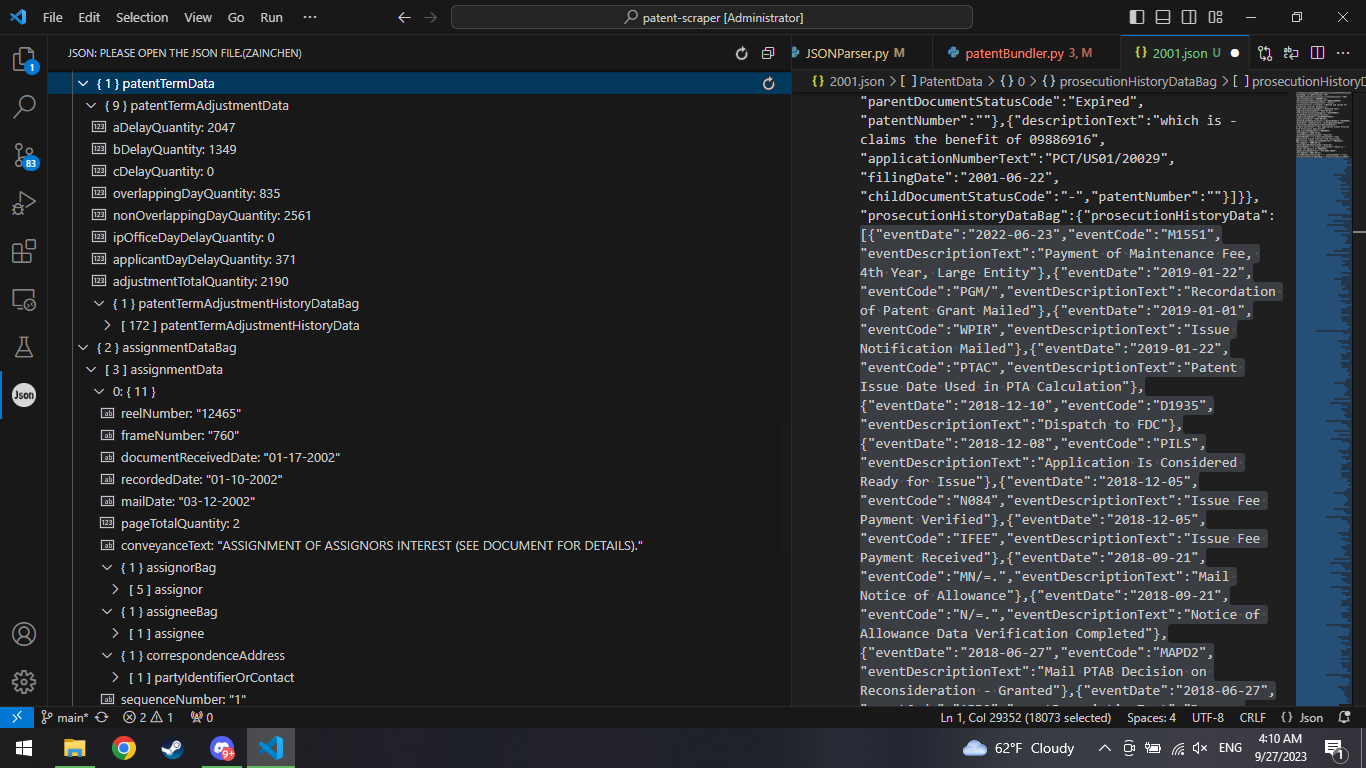 File Edit Selection View Go Run ···
patent-scraper [Administrator]
JSON: PLEASE OPEN THE JSON FILE.(ZAINCHEN)
JSONParser.py M
patentBundler.py 3, M
{} 2001.json U
{} 2001.json > [ ] PatentData > {} 0 > {} prosecutionHistoryDataBag > [ ] prosecutionHistoryD
1
83
Json
{ 1 } patentTermData
{ 9 } patentTermAdjustmentData
aDelayQuantity: 2047
bDelayQuantity: 1349
cDelayQuantity: 0
overlappingDayQuantity: 835
nonOverlappingDayQuantity: 2561
ipOfficeDayDelayQuantity: 0
applicantDayDelayQuantity: 371
adjustmentTotalQuantity: 2190
{ 1 } patentTermAdjustmentHistoryDataBag
[ 172 ] patentTermAdjustmentHistoryData
{ 2 } assignmentDataBag
[ 3 ] assignmentData
0: { 11 }
reelNumber: "12465"
frameNumber: "760"
documentReceivedDate: "01-17-2002"
recordedDate: "01-10-2002"
mailDate: "03-12-2002"
pageTotalQuantity: 2
conveyanceText: "ASSIGNMENT OF ASSIGNORS INTEREST (SEE DOCUMENT FOR DETAILS)."
{ 1 } assignorBag
[ 5 ] assignor
{ 1 } assigneeBag
[ 1 ] assignee
{ 1 } correspondenceAddress
[ 1 ] partyIdentifierOrContact
sequenceNumber: "1"
"parentDocumentStatusCode":"Expired",
"patentNumber":""},{"descriptionText":"which is -
claims the benefit of 09886916",
"applicationNumberText":"PCT/US01/20029",
"filingDate":"2001-06-22",
"childDocumentStatusCode":"-","patentNumber":""}]}},
"prosecutionHistoryDataBag":{"prosecutionHistoryData":
[{"eventDate":"2022-06-23","eventCode":"M1551",
"eventDescriptionText":"Payment of Maintenance Fee,
4th Year, Large Entity"},{"eventDate":"2019-01-22",
"eventCode":"PGM/","eventDescriptionText":"Recordation
of Patent Grant Mailed"},{"eventDate":"2019-01-01",
"eventCode":"WPIR","eventDescriptionText":"Issue
Notification Mailed"},{"eventDate":"2019-01-22",
"eventCode":"PTAC","eventDescriptionText":"Patent
Issue Date Used in PTA Calculation"},
{"eventDate":"2018-12-10","eventCode":"D1935",
"eventDescriptionText":"Dispatch to FDC"},
{"eventDate":"2018-12-08","eventCode":"PILS",
"eventDescriptionText":"Application Is Considered
Ready for Issue"},{"eventDate":"2018-12-05",
"eventCode":"N084","eventDescriptionText":"Issue Fee
Payment Verified"},{"eventDate":"2018-12-05",
"eventCode":"IFEE","eventDescriptionText":"Issue Fee
Payment Received"},{"eventDate":"2018-09-21",
"eventCode":"MN/=.","eventDescriptionText":"Mail
Notice of Allowance"},{"eventDate":"2018-09-21",
"eventCode":"N/=.","eventDescriptionText":"Notice of
Allowance Data Verification Completed"},
{"eventDate":"2018-06-27","eventCode":"MAPD2",
"eventDescriptionText":"Mail PTAB Decision on
Reconsideration - Granted"},{"eventDate":"2018-06-27",
main* 2 1 0
Ln 1, Col 29352 (18073 selected) Spaces: 4 UTF-8 CRLF {} Json
9+
62°F Cloudy
ENG
4:10 AM
9/27/2023
1